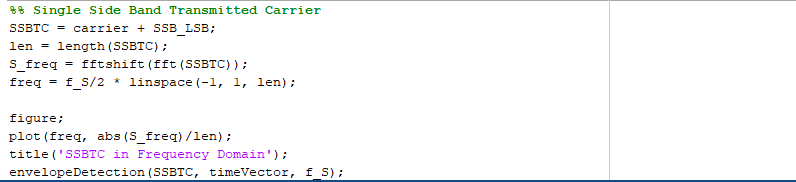 %% Single Side Band Transmitted Carrier
SSBTC = carrier + SSB_LSB;
len = length(SSBTC);
S_freq = fftshift(fft(SSBTC));
freq = f_S/2 * linspace(-1, 1, len);
figure;
plot(freq, abs(S_freq)/len);
title('SSBTC in Frequency Domain');
envelopeDetection(SSBTC, timeVector, f_S);